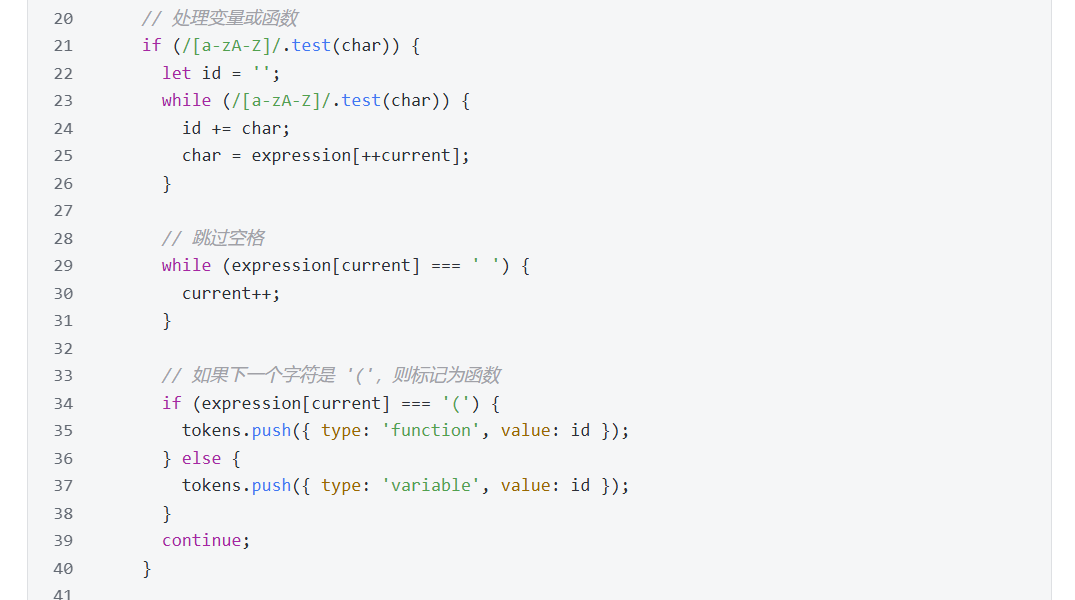 20 // 处理变量或函数
21 if (/[a-zA-Z]/.test(char)) {
22 let id = '';
23 while (/[a-zA-Z]/.test(char)) {
24 id += char;
25 char = expression[++current];
26 }
27
28 // 跳过空格
29 while (expression[current] === ' ') {
30 current++;
31 }
32
33 // 如果下一个字符是 '(', 则标记为函数
34 if (expression[current] === '(') {
35 tokens.push({ type: 'function', value: id });
36 } else {
37 tokens.push({ type: 'variable', value: id });
38 }
39 continue;
40 }
41